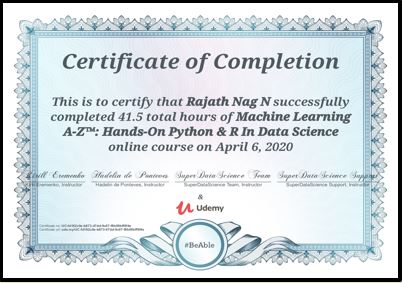 Certificate of Completion
This is to certify that Rajath Nag N successfully
completed 41.5 total hours of Machine Learning
A-Z™: Hands-On Python & R In Data Science
online course on April 6, 2020
Kirill Eremenko Hadelin de Ponteves SuperDataScience Team SuperDataScience Support
Eremenko, Instructor Hadelin de Ponteves, Instructor SuperDataScience Team, Instructor SuperDataScience Support, Instructor
&
Udemy
Certificate no:
Certificate url:
#BeAble